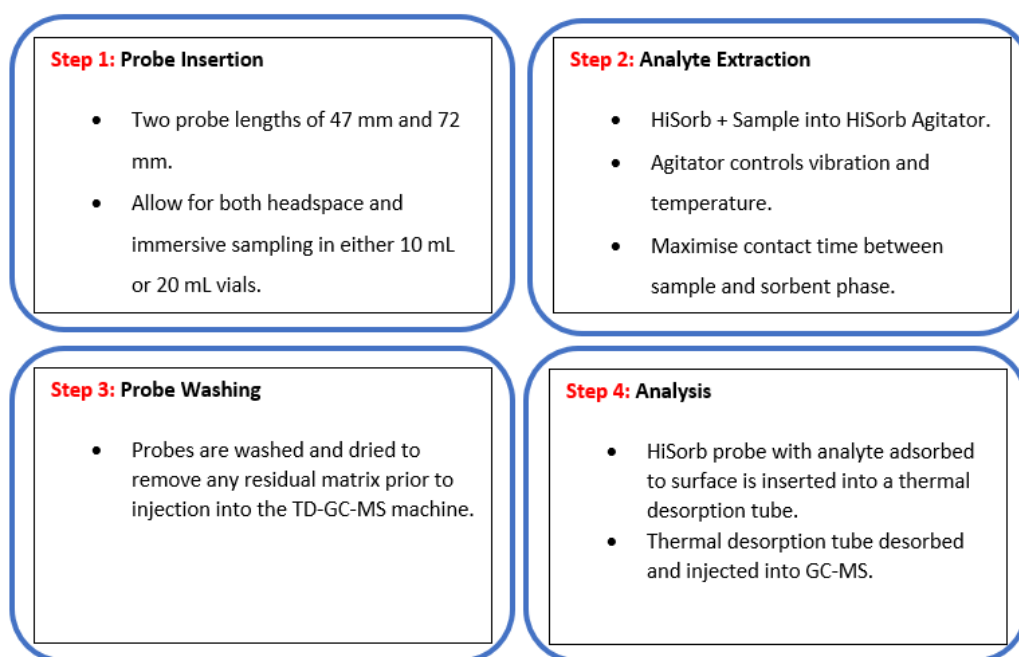 Step 1: Probe Insertion
• Two probe lengths of 47 mm and 72
mm.
• Allow for both headspace and
immersive sampling in either 10 mL
or 20 mL vials.
Step 2: Analyte Extraction
• HiSorb + Sample into HiSorb Agitator.
• Agitator controls vibration and
temperature.
• Maximise contact time between
sample and sorbent phase.
Step 3: Probe Washing
• Probes are washed and dried to
remove any residual matrix prior to
injection into the TD-GC-MS machine.
Step 4: Analysis
• HiSorb probe with analyte adsorbed
to surface is inserted into a thermal
desorption tube.
• Thermal desorption tube desorbed
and injected into GC-MS.